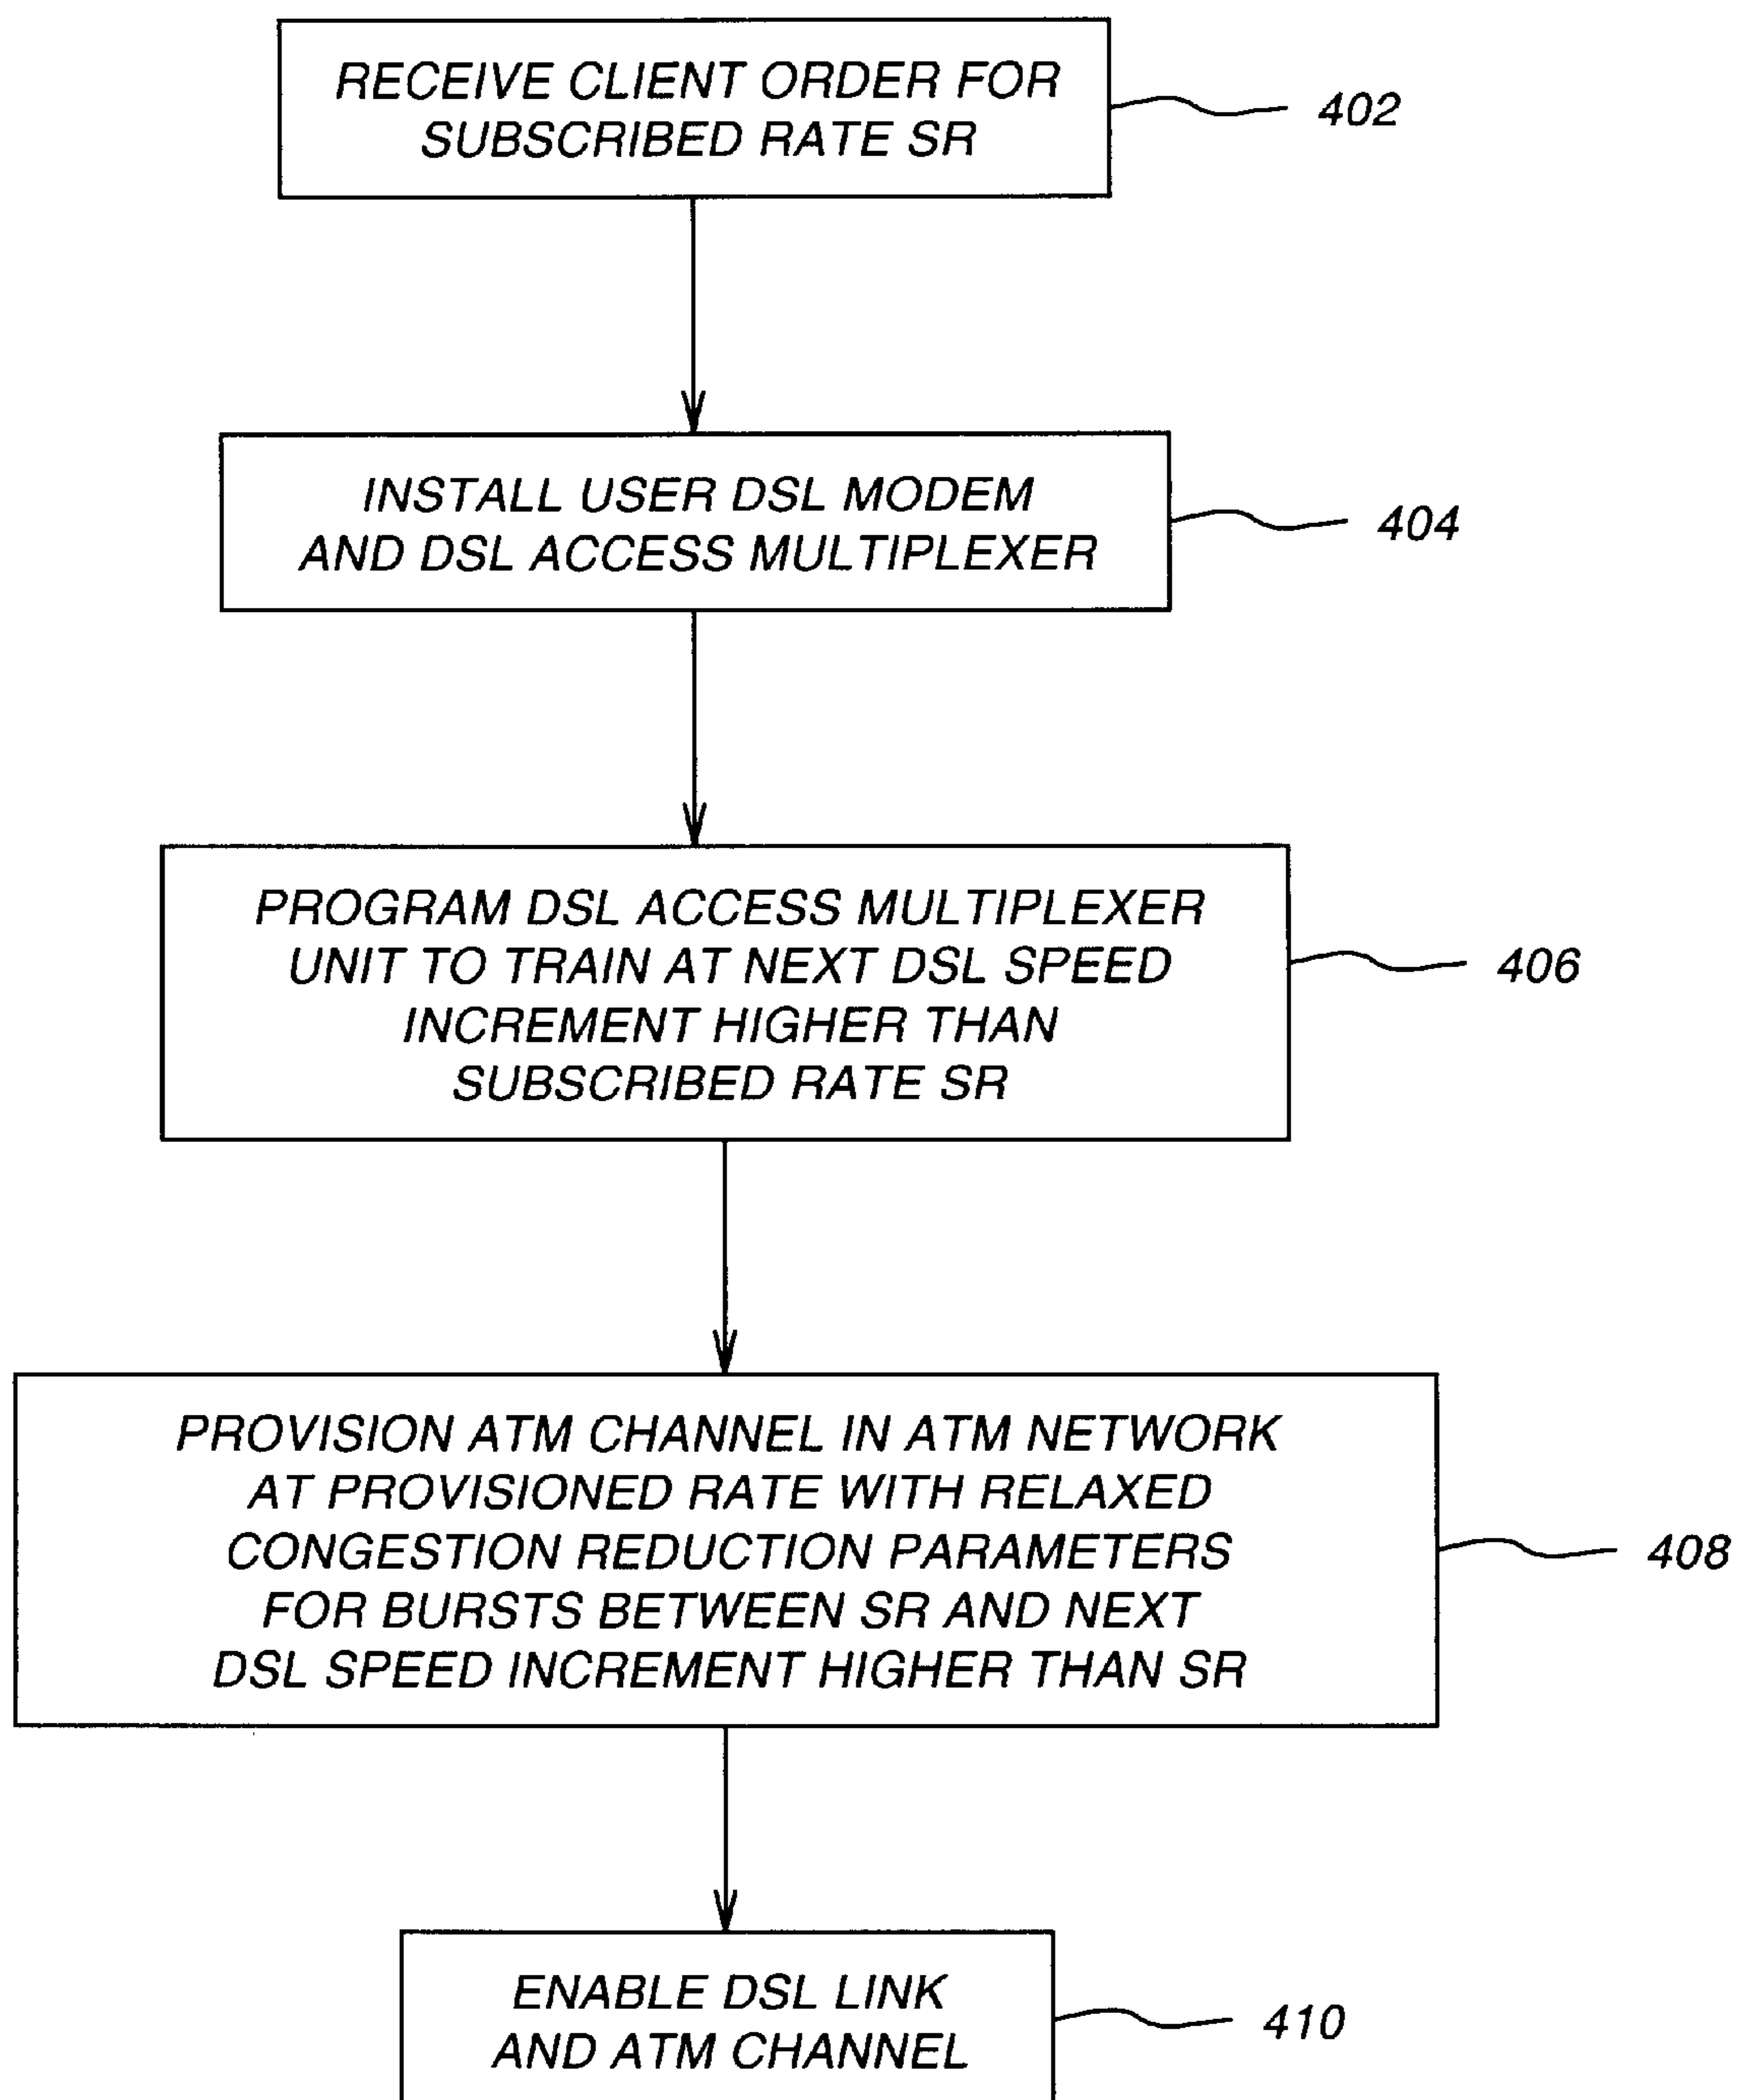 RECEIVE CLIENT ORDER FOR
SUBSCRIBED RATE SR
402
INSTALL USER DSL MODEM
AND DSL ACCESS MULTIPLEXER
404
PROGRAM DSL ACCESS MULTIPLEXER
UNIT TO TRAIN AT NEXT DSL SPEED
INCREMENT HIGHER THAN
SUBSCRIBED RATE SR
406
PROVISION ATM CHANNEL IN ATM NETWORK
AT PROVISIONED RATE WITH RELAXED
CONGESTION REDUCTION PARAMETERS
FOR BURSTS BETWEEN SR AND NEXT
DSL SPEED INCREMENT HIGHER THAN SR
408
ENABLE DSL LINK
AND ATM CHANNEL
410